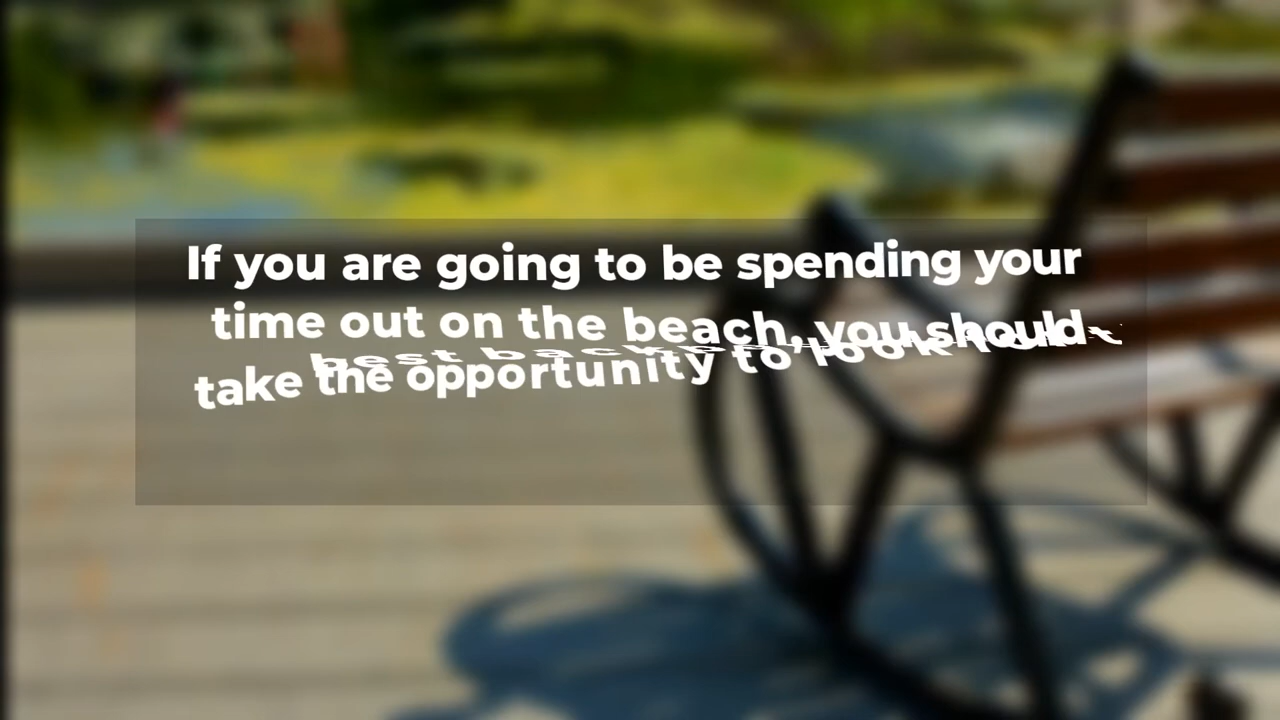 If you are going to be spending your
time out on the beach, you should
take the opportunity to look for t
best